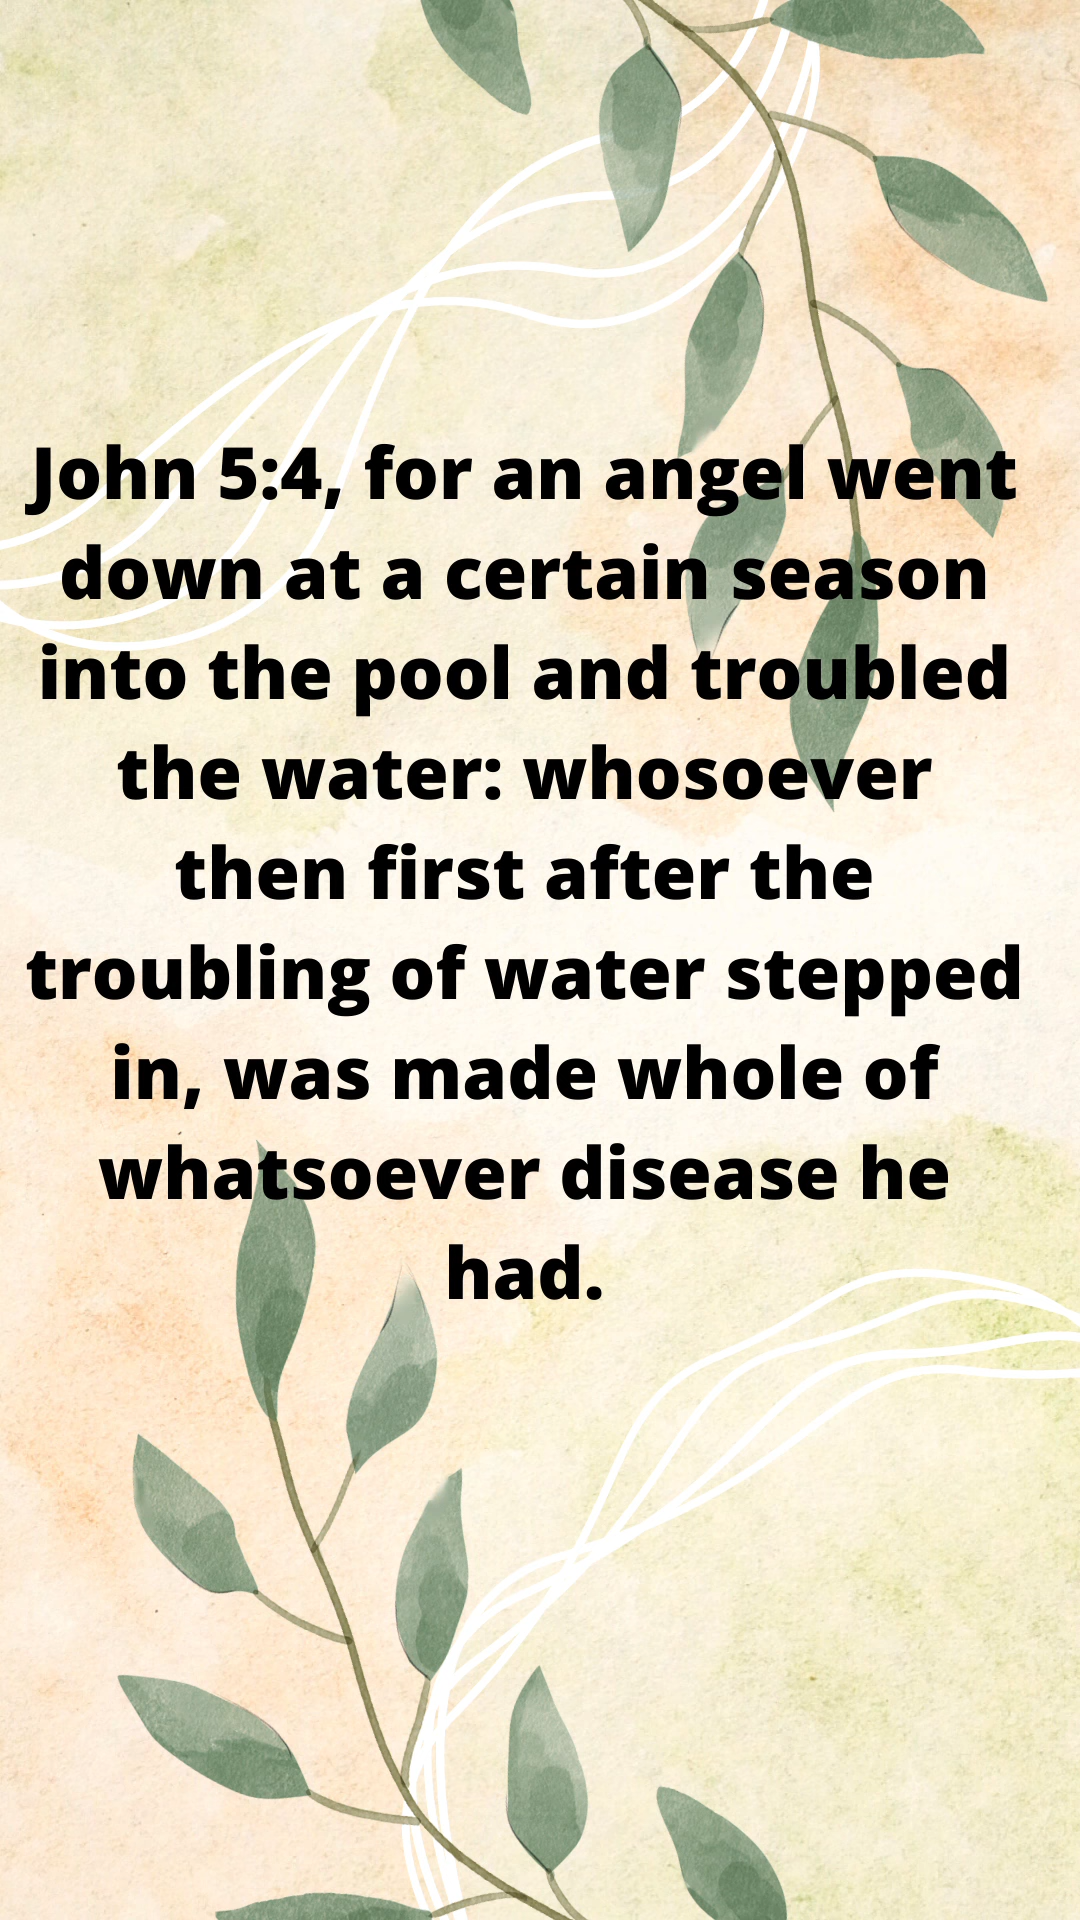 John 5:4, for an angel went
down at a certain season
into the pool and troubled
the water: whosoever
then first after the
troubling of water stepped
in, was made whole of
whatsoever disease he
had.